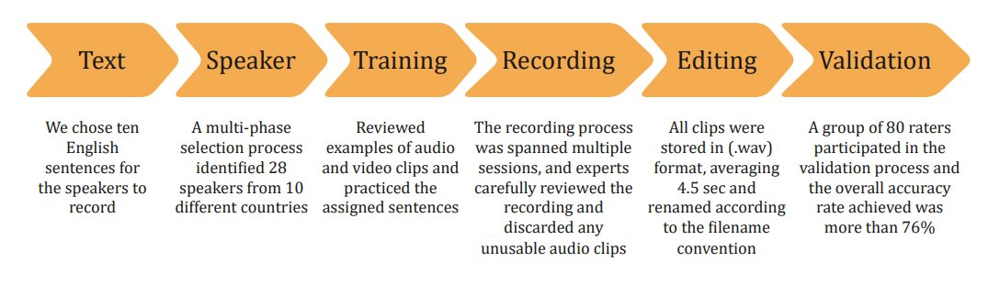 Text
Speaker
Training
Recording
Editing
Validation
We chose ten
English
sentences for
the speakers to
record
A multi-phase
selection process
identified 28
speakers from 10
different countries
Reviewed
examples of audio
and video clips and
practiced the
assigned sentences
The recording process
was spanned multiple
sessions, and experts
carefully reviewed the
recording and
discarded any
unusable audio clips
All clips were
stored in (.wav)
format, averaging
4.5 sec and
renamed according
to the filename
convention
A group of 80 raters
participated in the
validation process and
the overall accuracy
rate achieved was
more than 76%